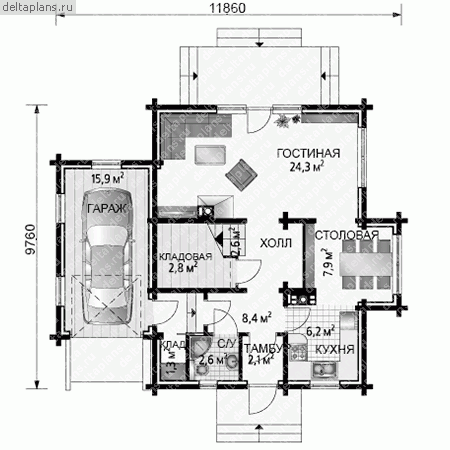 deltaplans.ru
11860
9760
ГОСТИНАЯ
24,3 м²
15,9 м²
ГАРАЖ
КЛАДОВАЯ
2,8 м²
2,6 м²
ХОЛЛ
СТОЛОВАЯ
7,9 м²
8,4 м²
6,2 м²
КУХНЯ
КЛАД
1,3 м²
С/У
2,6 м²
ТАМБУ
2,1 м²